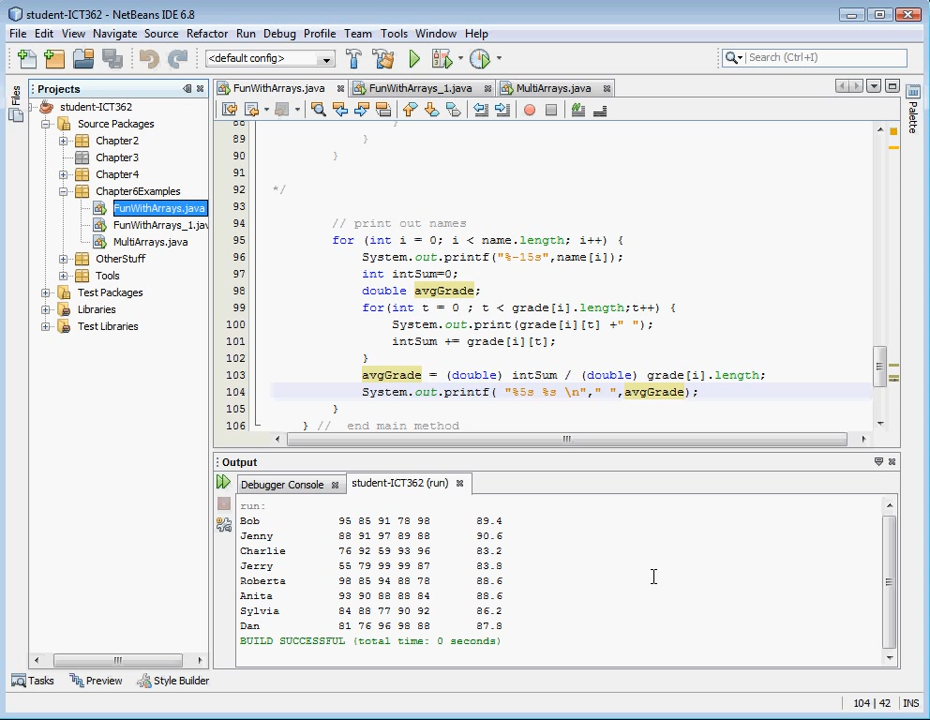 student-ICT362 - NetBeans IDE 6.8
File Edit View Navigate Source Refactor Run Debug Profile Team Tools Window Help
<default config> Search (Ctrl+I)
Files
Projects
student-ICT362
Source Packages
Chapter2
Chapter3
Chapter4
Chapter6Examples
FunWithArrays.java
FunWithArrays_1.jav
MultiArrays.java
OtherStuff
Tools
Test Packages
Libraries
Test Libraries
FunWithArrays.java FunWithArrays_1.java MultiArrays.java
Palette
88 }
89 }
90 }
91
92 */
93
94 // print out names
95 for (int i = 0; i < name.length; i++) {
96 System.out.printf("%-15s",name[i]);
97 int intSum=0;
98 double avgGrade;
99 for(int t = 0 ; t < grade[i].length;t++) {
100 System.out.print(grade[i][t] +" ");
101 intSum += grade[i][t];
102 }
103 avgGrade = (double) intSum / (double) grade[i].length;
104 System.out.printf( "%5s %s \n"," ",avgGrade);
105 }
106 } // end main method
Output
Debugger Console student-ICT362 (run)
run:
Bob 95 85 91 78 98 89.4
Jenny 88 91 97 89 88 90.6
Charlie 76 92 59 93 96 83.2
Jerry 55 79 99 99 87 83.8
Roberta 98 85 94 88 78 88.6
Anita 93 90 88 88 84 88.6
Sylvia 84 88 77 90 92 86.2
Dan 81 76 96 98 88 87.8
BUILD SUCCESSFUL (total time: 0 seconds)
Tasks Preview Style Builder
104 | 42 INS